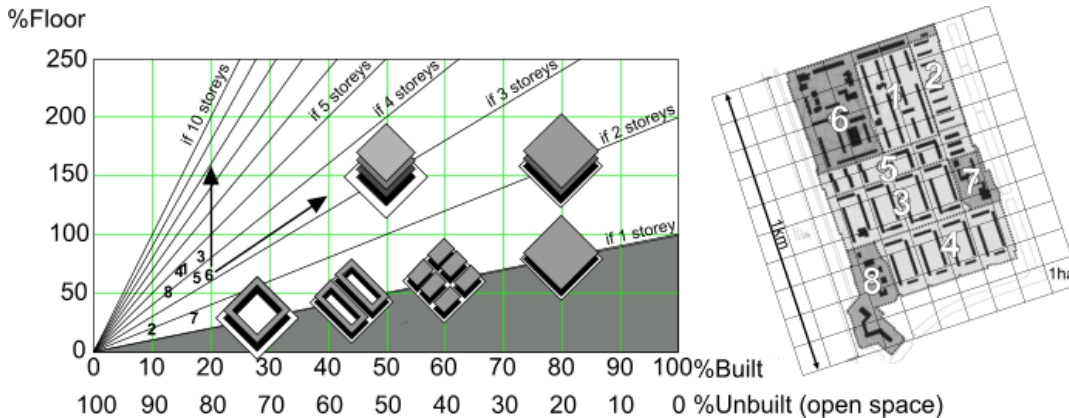 %Floor
250
200
150
100
50
0
if 10 storeys
if 5 storeys
if 4 storeys
if 3 storeys
if 2 storeys
if 1 storey
3
41
5 6
8
7
2
0 10 20 30 40 50 60 70 80 90 100 %Built
100 90 80 70 60 50 40 30 20 10 0 %Unbuilt (open space)
1km
1
2
6
5
7
3
4
8
1ha